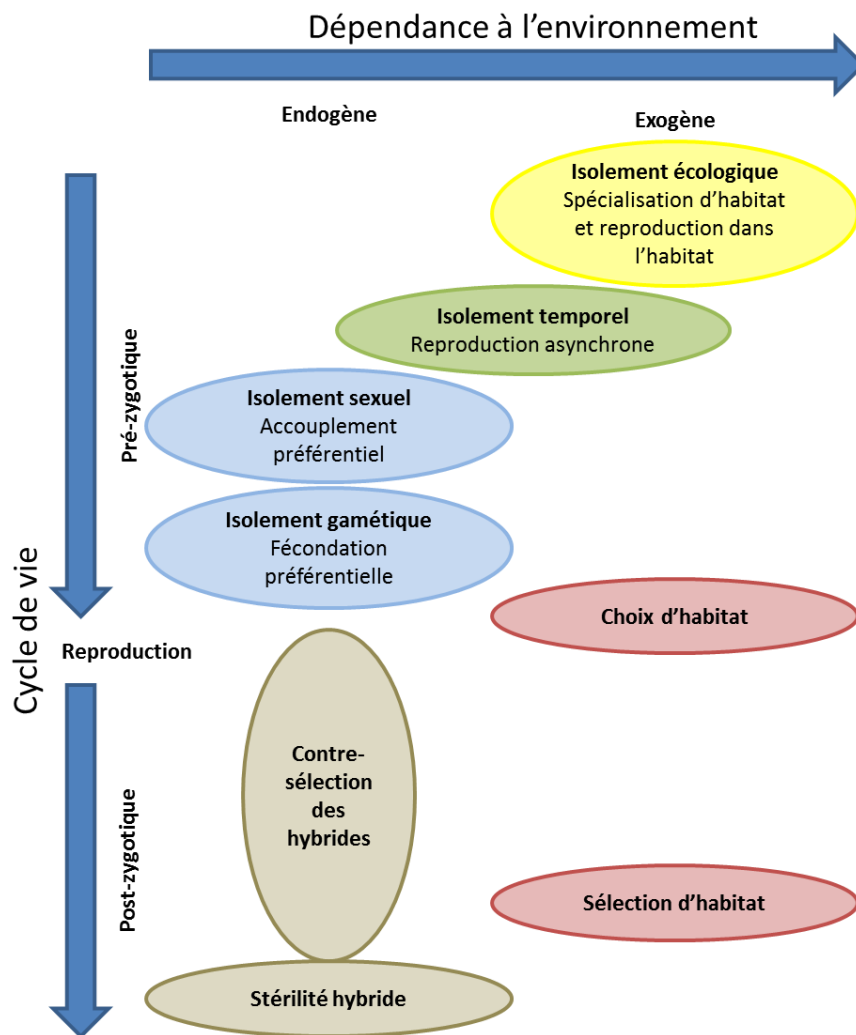 Dépendance à l'environnement
Endogène
Exogène
Isolement écologique
Spécialisation d'habitat
et reproduction dans
l'habitat
Isolement temporel
Reproduction asynchrone
Pré-zygotique
Isolement sexuel
Accouplement
préférentiel
Isolement gamétique
Fécondation
préférentielle
Cycle de vie
Choix d'habitat
Reproduction
Contre-
sélection
des
hybrides
Post-zygotique
Sélection d'habitat
Stérilité hybride